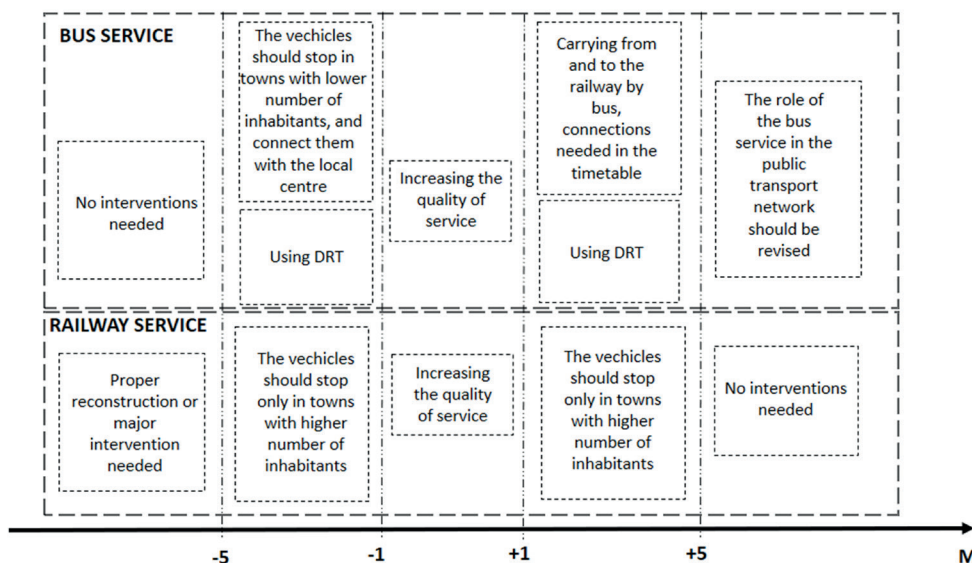 BUS SERVICE
No interventions
needed
The vechicles
should stop in
towns with lower
number of
inhabitants, and
connect them
with the local
centre
Using DRT
Increasing the
quality of
service
Carrying from
and to the
railway by
bus,
connections
needed in the
timetable
Using DRT
The role of
the bus
service in the
public
transport
network
should be
revised
RAILWAY SERVICE
Proper
reconstruction or
major
intervention
needed
The vechicles
should stop
only in towns
with higher
number of
inhabitants
Increasing
the quality
of service
The vechicles
should stop
only in towns
with higher
number of
inhabitants
No interventions
needed
-5 -1 +1 +5 M